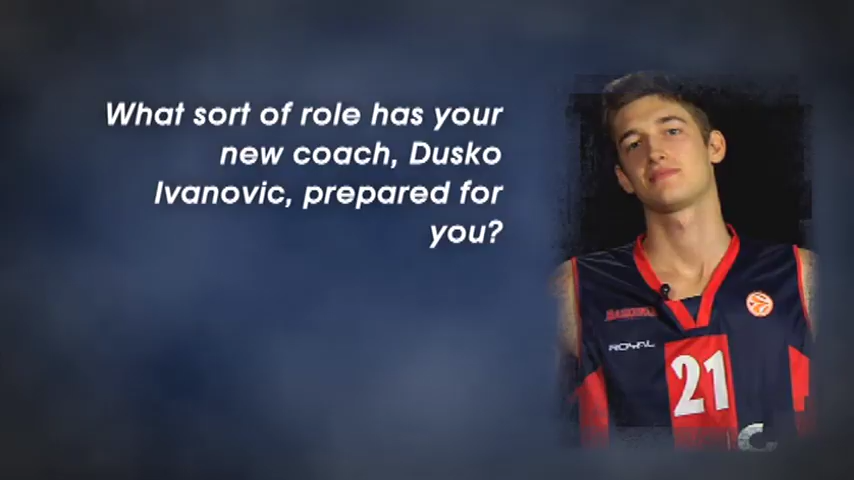 What sort of role has your
new coach, Dusko
Ivanovic, prepared for
you?
BASKONIA
ROYAL
21